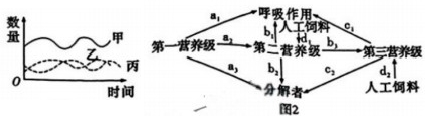 数量
甲
乙
丙
O
时间
呼吸作用
a₁
b₁
人工饲料
c₁
d₁
第一营养级
a₂
第二营养级
b₃
第三营养级
a₃
b₂
c₂
d₂
分解者
人工饲料
图2